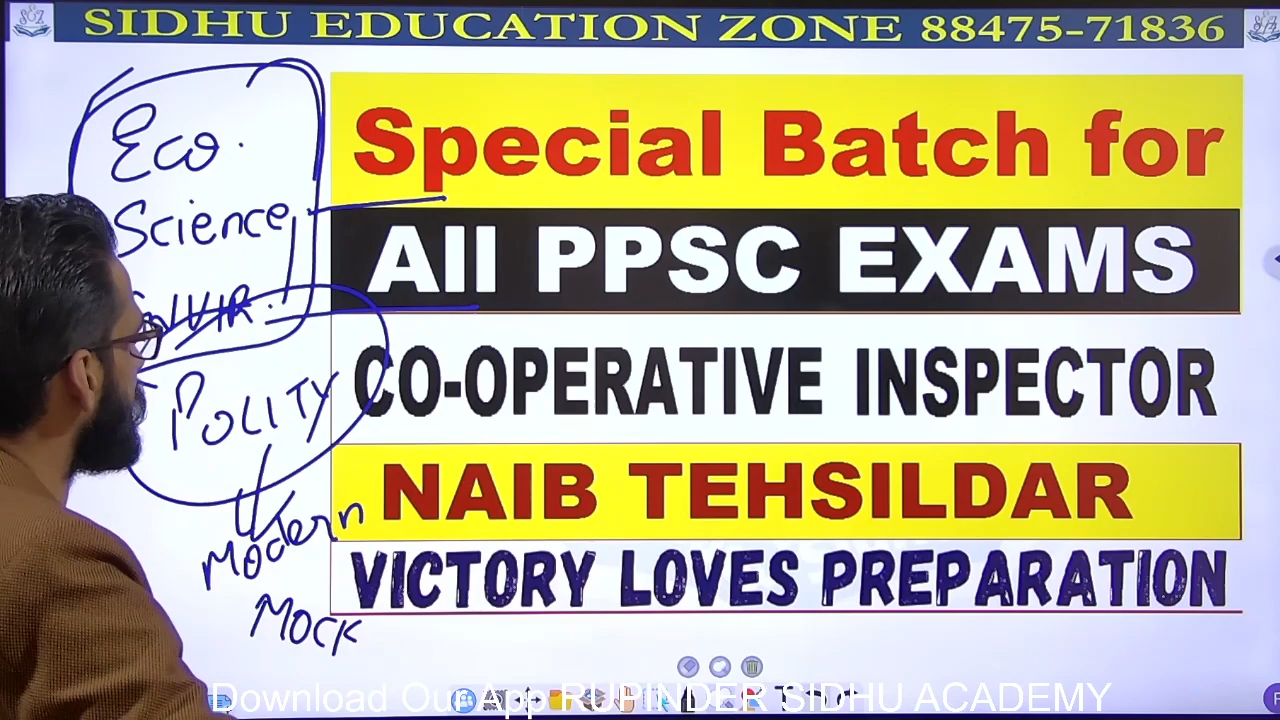 SIDHU EDUCATION ZONE 88475-71836
Eco.
Science
POLITY
Modern
Mock
Special Batch for
All PPSC EXAMS
CO-OPERATIVE INSPECTOR
NAIB TEHSILDAR
VICTORY LOVES PREPARATION
Download Our App RUPINDER SIDHU ACADEMY